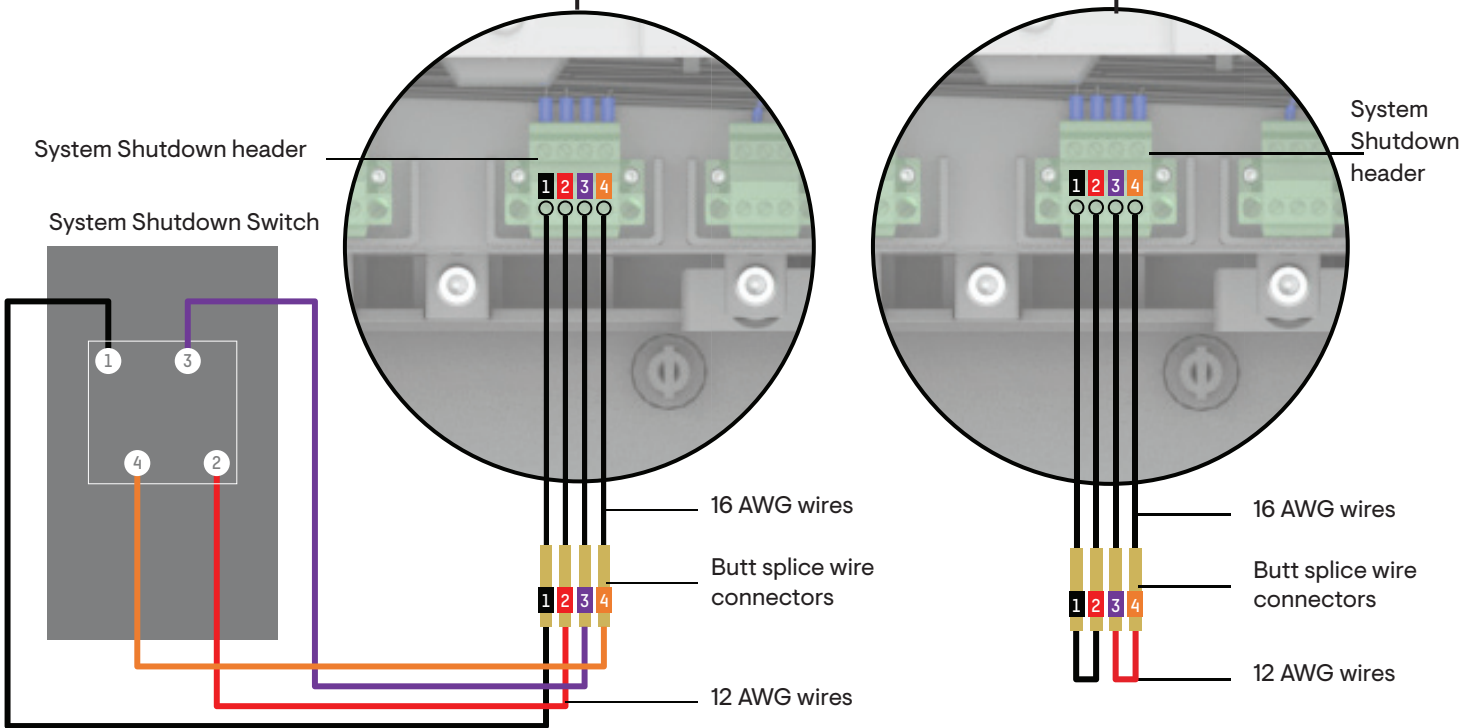 System Shutdown header
System Shutdown Switch
1 3
4 2
1 2 3 4
16 AWG wires
Butt splice wire
connectors
1 2 3 4
12 AWG wires
System
Shutdown
header
1 2 3 4
16 AWG wires
Butt splice wire
connectors
1 2 3 4
12 AWG wires